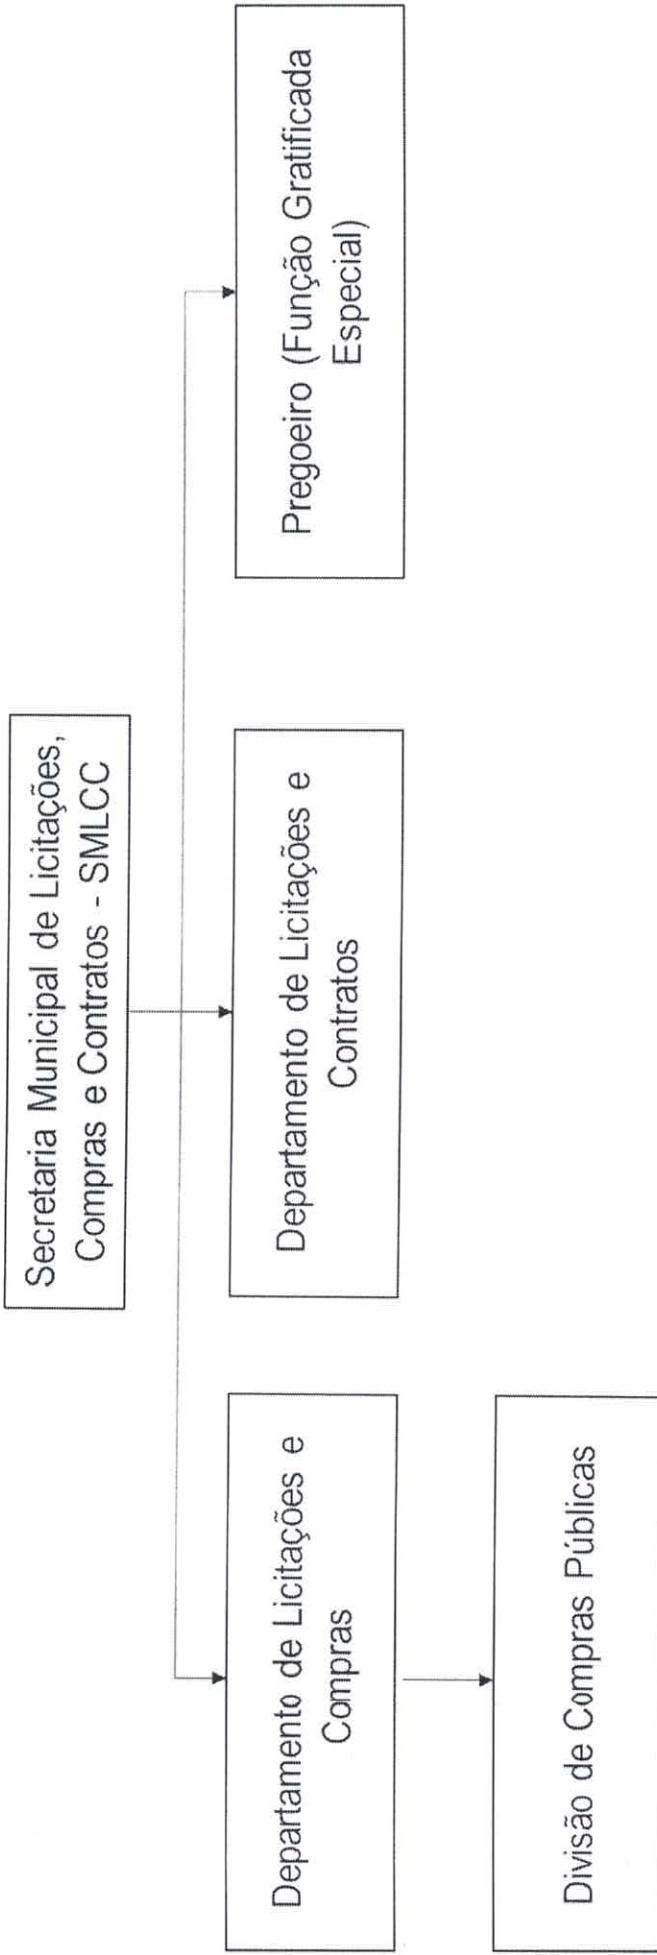 Secretaria Municipal de Licitações,
Compras e Contratos - SMLCC
Departamento de Licitações e
Compras
Departamento de Licitações e
Contratos
Pregoeiro (Função Gratificada
Especial)
Divisão de Compras Públicas